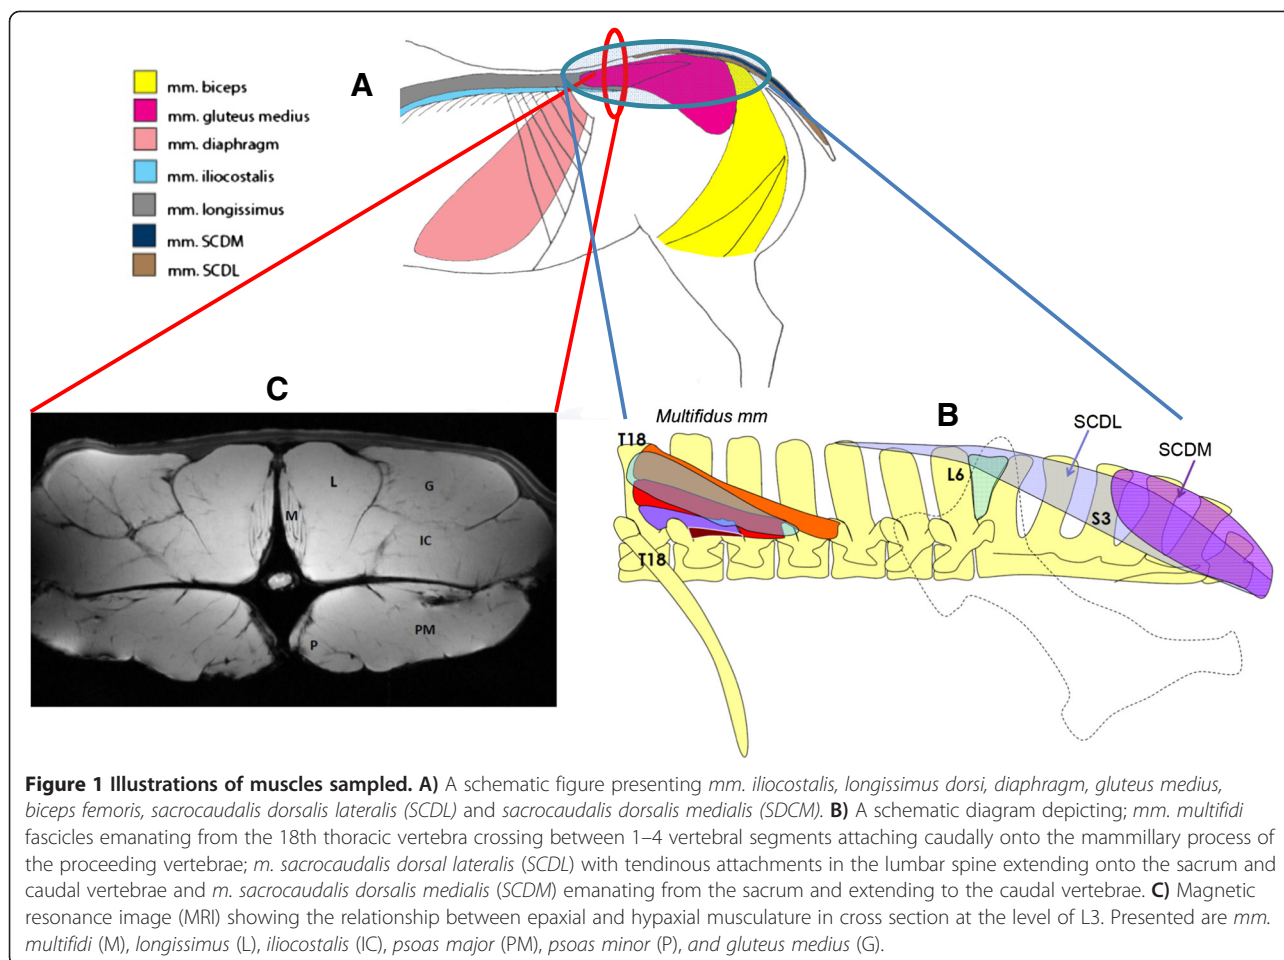 A
mm. biceps
mm. gluteus medius
mm. diaphragm
mm. iliocostalis
mm. longissimus
mm. SCDM
mm. SCDL
C
L
G
M
IC
P
PM
Multifidus mm
B
SCDL
SCDM
T18
L6
S3
T18
Figure 1 Illustrations of muscles sampled. A) A schematic figure presenting mm. iliocostalis, longissimus dorsi, diaphragm, gluteus medius,
biceps femoris, sacrocaudalis dorsalis lateralis (SCDL) and sacrocaudalis dorsalis medialis (SDCM). B) A schematic diagram depicting; mm. multifidi
fascicles emanating from the 18th thoracic vertebra crossing between 1–4 vertebral segments attaching caudally onto the mammillary process of
the proceeding vertebrae; m. sacrocaudalis dorsal lateralis (SCDL) with tendinous attachments in the lumbar spine extending onto the sacrum and
caudal vertebrae and m. sacrocaudalis dorsalis medialis (SCDM) emanating from the sacrum and extending to the caudal vertebrae. C) Magnetic
resonance image (MRI) showing the relationship between epaxial and hypaxial musculature in cross section at the level of L3. Presented are mm.
multifidi (M), longissimus (L), iliocostalis (IC), psoas major (PM), psoas minor (P), and gluteus medius (G).